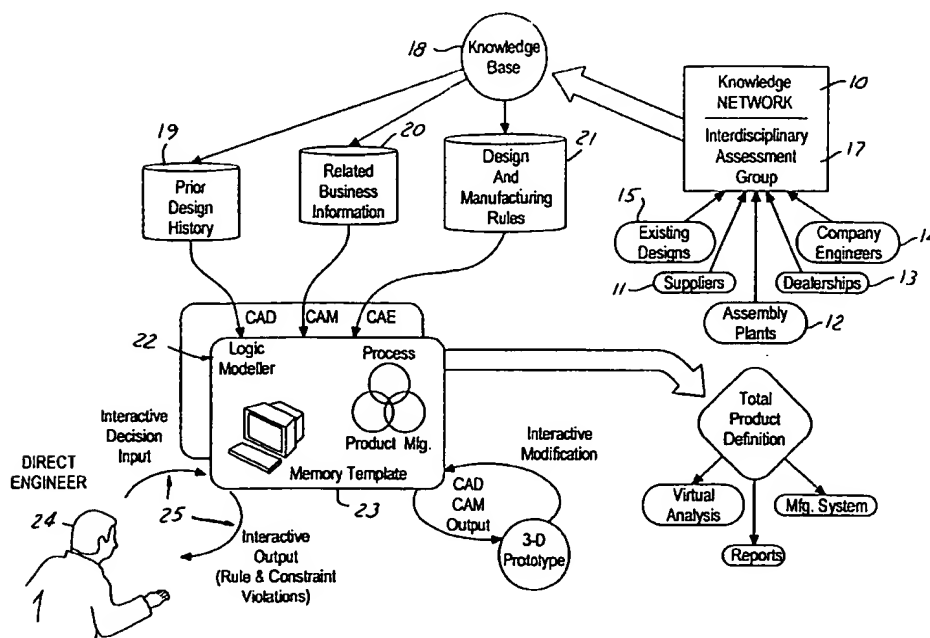 18
Knowledge
Base
Knowledge
NETWORK
10
Interdisciplinary
Assessment
Group
17
19
Prior
Design
History
20
Related
Business
Information
Design
And
Manufacturing
Rules
21
15
Existing
Designs
Company
Engineers
14
11
Suppliers
Dealerships
13
Assembly
Plants
12
CAD
CAM
CAE
22
Logic
Modeller
Process
Product
Mfg.
Memory Template
23
Interactive
Decision
Input
DIRECT
ENGINEER
24
25
Interactive
Output
(Rule & Constraint
Violations)
Interactive
Modification
CAD
CAM
Output
3-D
Prototype
Total
Product
Definition
Virtual
Analysis
Mfg. System
Reports